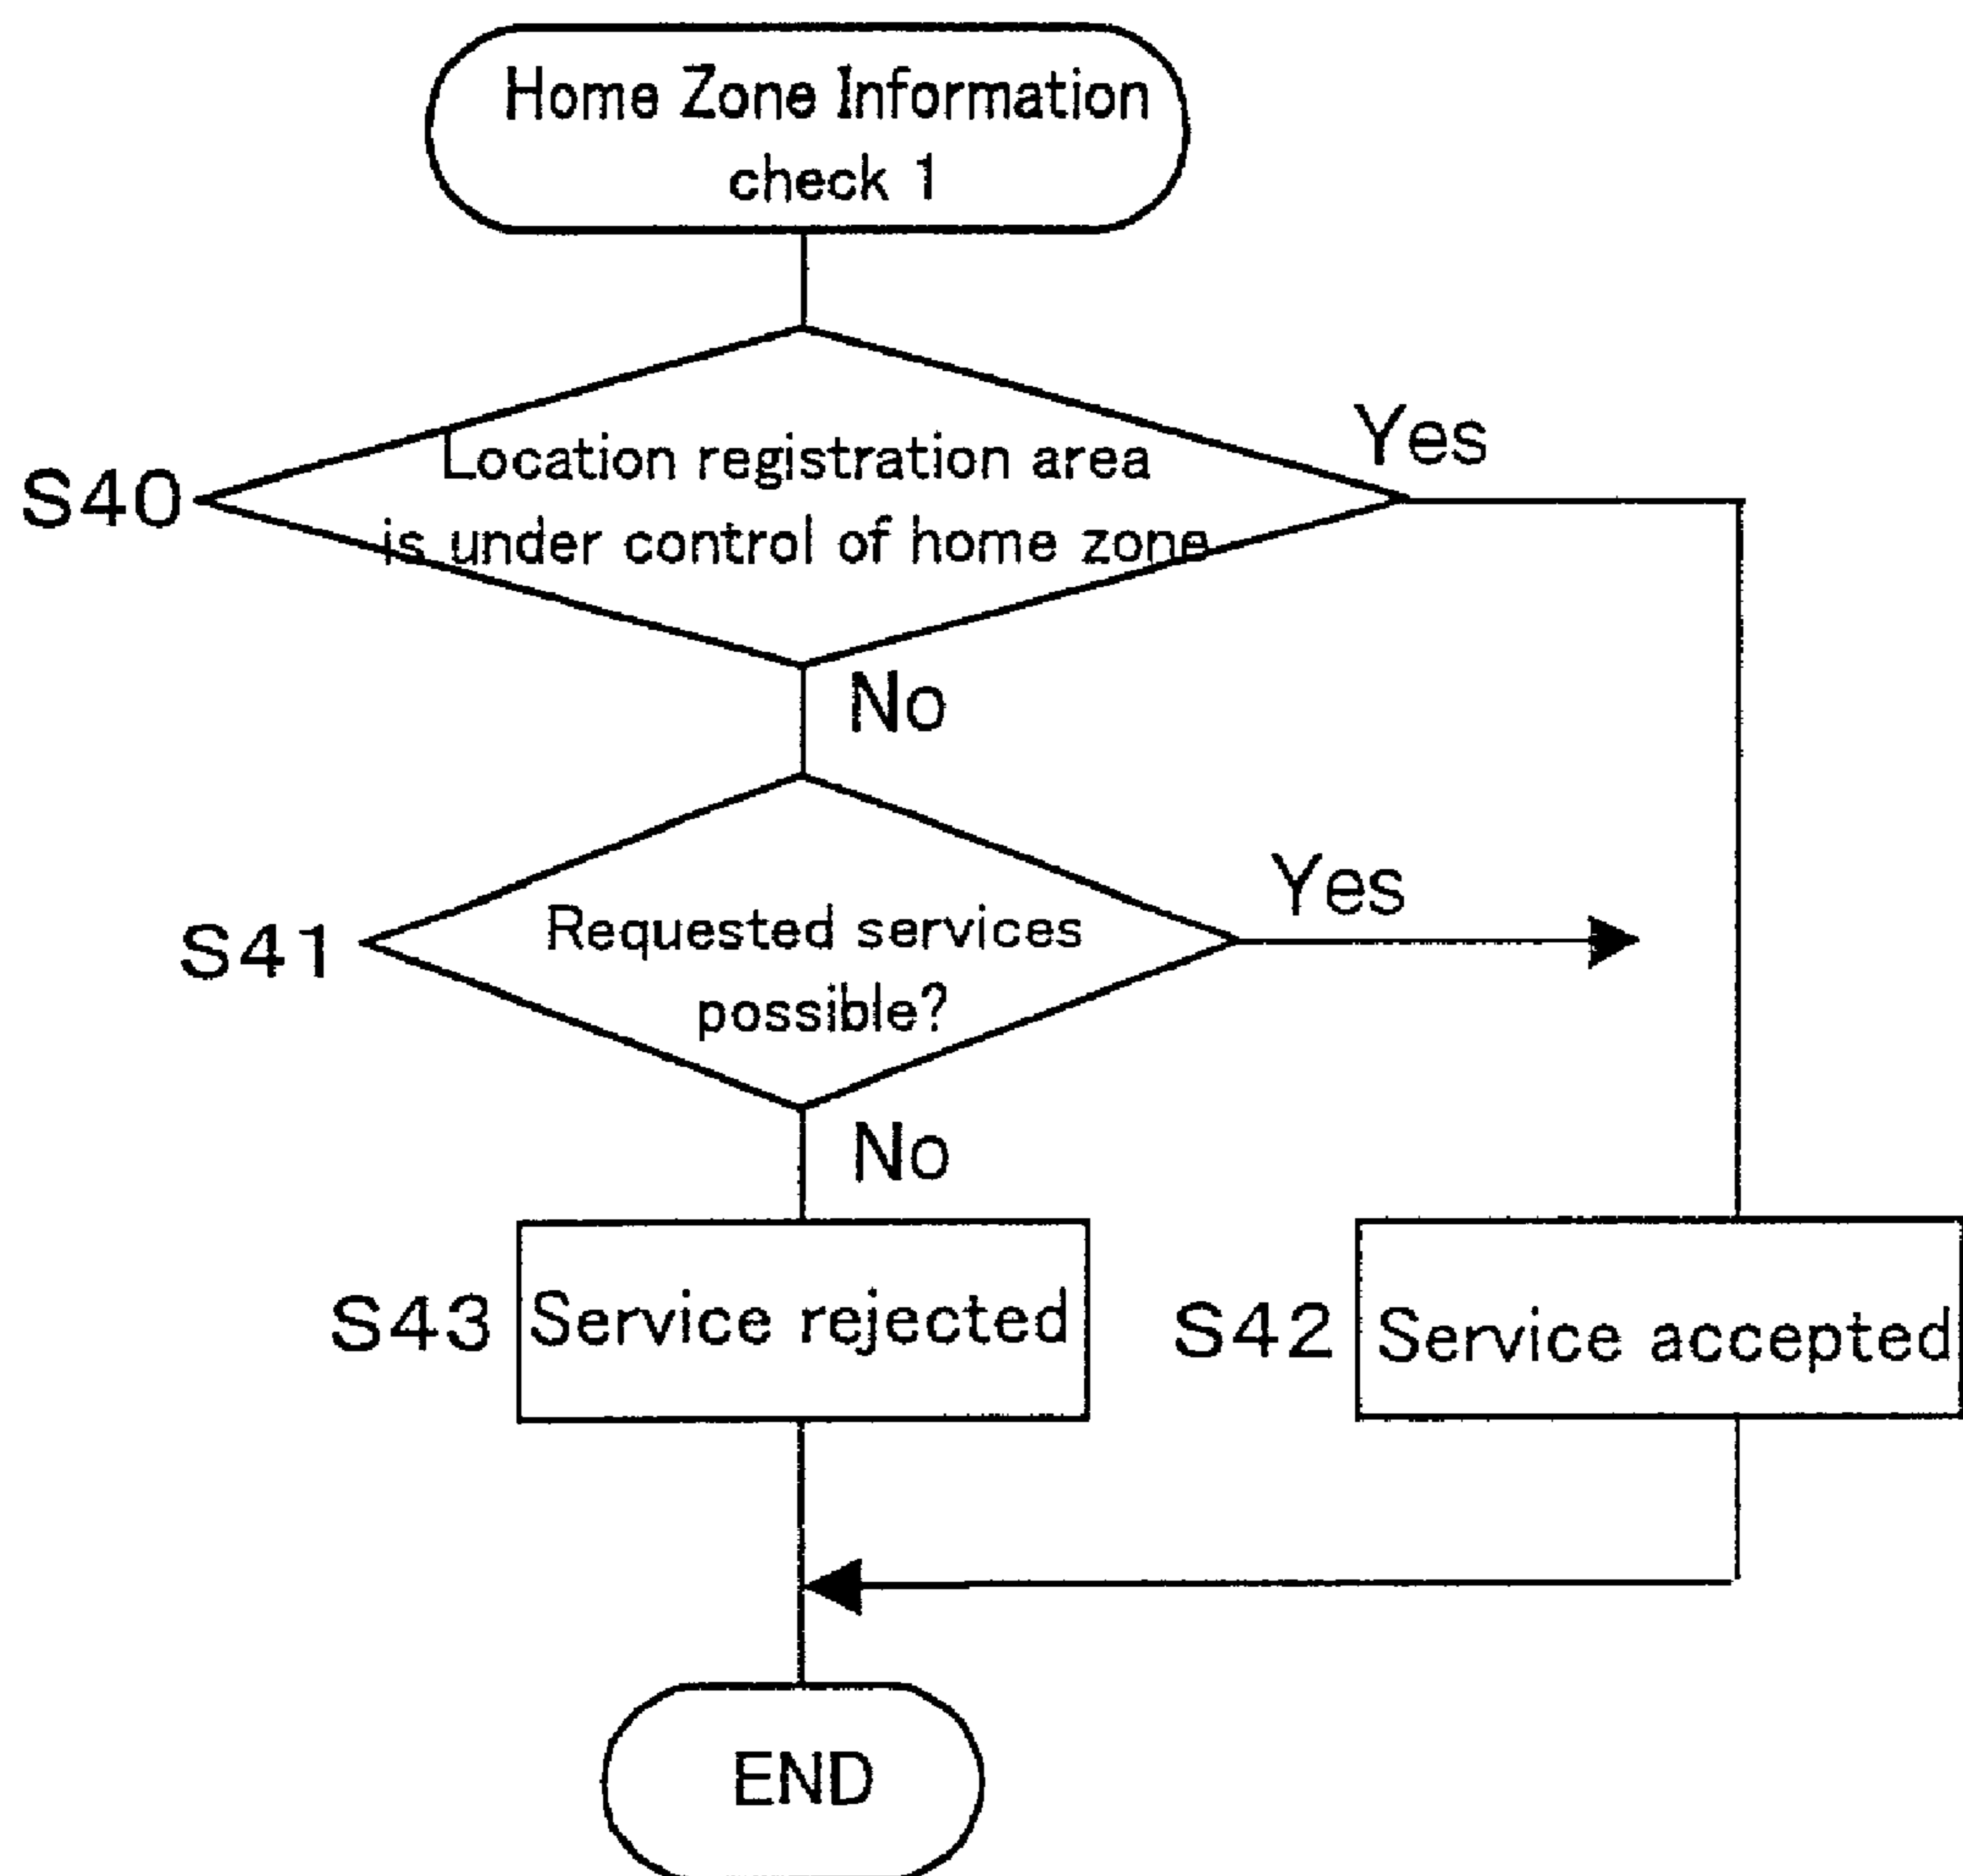 Home Zone Information
check 1
Yes
S40
Location registration area
is under control of home zone
No
Yes
S41
Requested services
possible?
No
S43
Service rejected
S42
Service accepted
END